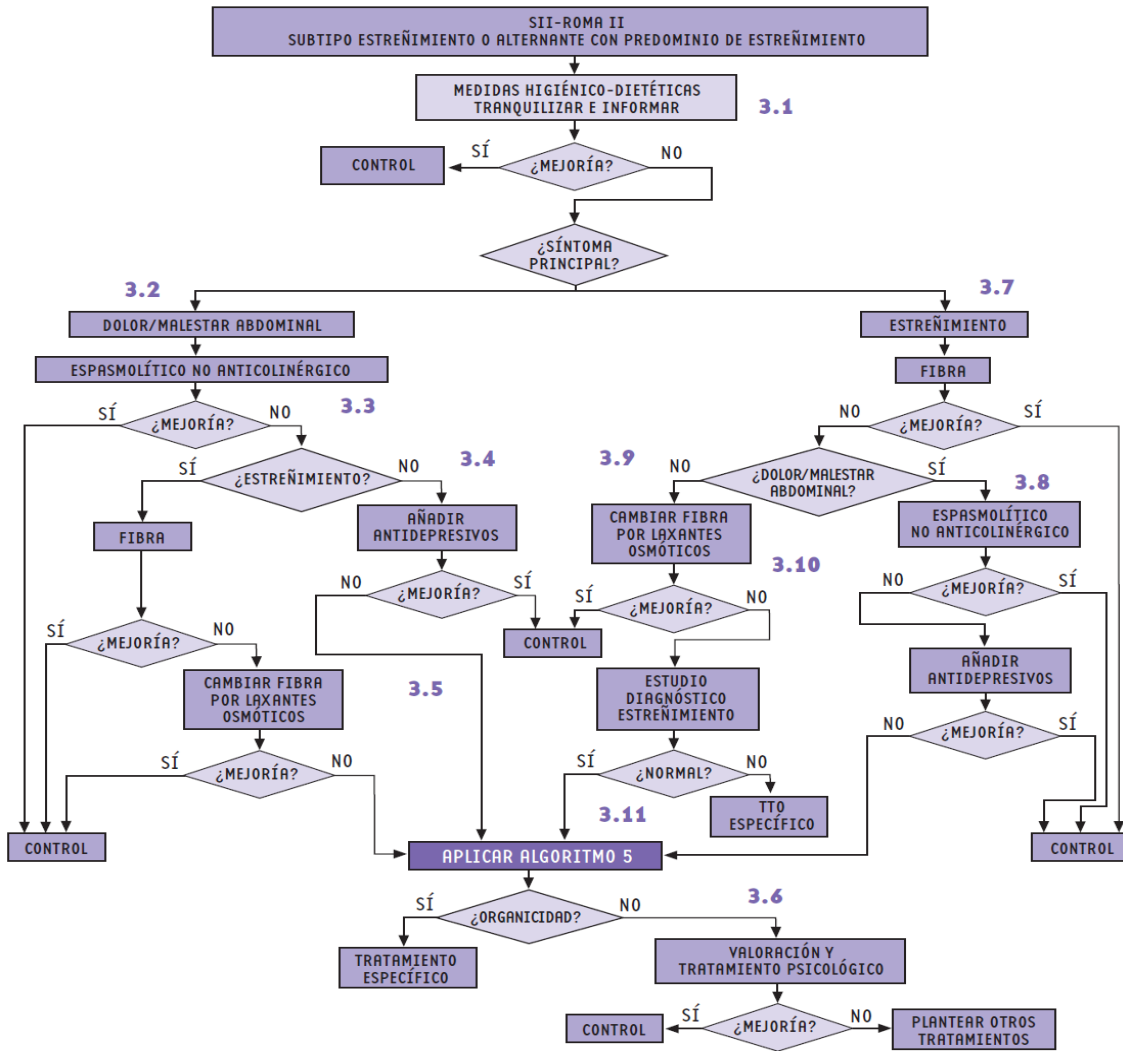 SII-ROMA II
SUBTIPO ESTREÑIMIENTO O ALTERNANTE CON PREDOMINIO DE ESTREÑIMIENTO
MEDIDAS HIGIÉNICO-DIETÉTICAS
TRANQUILIZAR E INFORMAR
3.1
SÍ
NO
CONTROL
¿MEJORÍA?
¿SÍNTOMA
PRINCIPAL?
3.2
DOLOR/MALESTAR ABDOMINAL
ESPASMOLÍTICO NO ANTICOLINÉRGICO
3.3
SÍ
¿MEJORÍA?
NO
3.4
SÍ
¿ESTREÑIMIENTO?
NO
FIBRA
AÑADIR
ANTIDEPRESIVOS
NO
¿MEJORÍA?
SÍ
CONTROL
SÍ
¿MEJORÍA?
NO
CAMBIAR FIBRA
POR LAXANTES
OSMÓTICOS
3.5
SÍ
¿MEJORÍA?
NO
CONTROL
3.7
ESTREÑIMIENTO
FIBRA
NO
¿MEJORÍA?
SÍ
3.9
NO
¿DOLOR/MALESTAR
ABDOMINAL?
SÍ
3.8
CAMBIAR FIBRA
POR LAXANTES
OSMÓTICOS
3.10
SÍ
¿MEJORÍA?
NO
ESTUDIO
DIAGNÓSTICO
ESTREÑIMIENTO
SÍ
¿NORMAL?
NO
TTO
ESPECÍFICO
3.11
ESPASMOLÍTICO
NO ANTICOLINÉRGICO
NO
¿MEJORÍA?
SÍ
AÑADIR
ANTIDEPRESIVOS
NO
¿MEJORÍA?
SÍ
CONTROL
APLICAR ALGORITMO 5
SÍ
¿ORGANICIDAD?
NO
3.6
TRATAMIENTO
ESPECÍFICO
VALORACIÓN Y
TRATAMIENTO PSICOLÓGICO
CONTROL
SÍ
¿MEJORÍA?
NO
PLANTEAR OTROS
TRATAMIENTOS